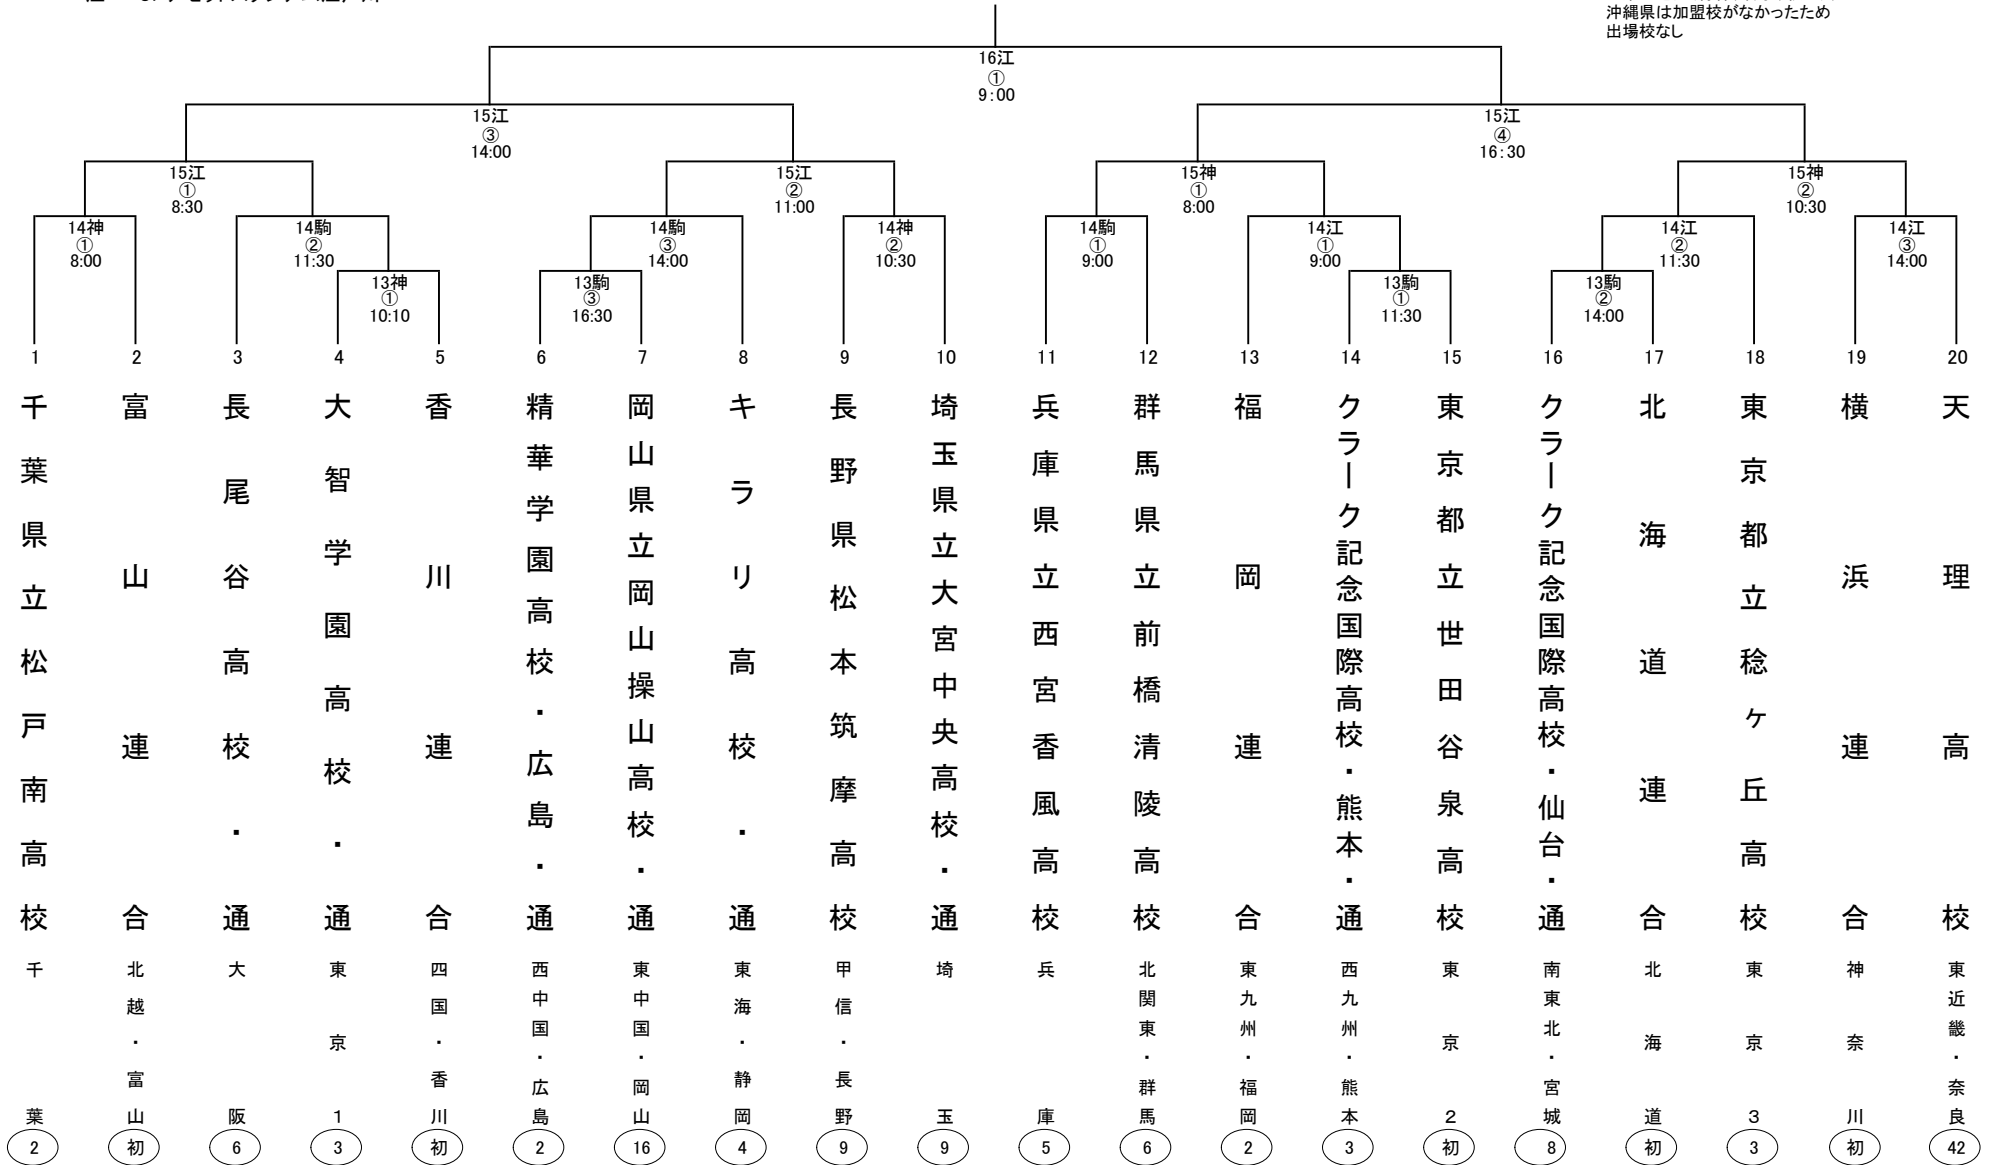 沖縄県は加盟校がなかったため
出場校なし
16江
①
9:00
15江
③
14:00
15江
④
16:30
15江
①
8:30
15江
②
11:00
15神
①
8:00
15神
②
10:30
14神
①
8:00
14駒
②
11:30
14駒
③
14:00
14神
②
10:30
14駒
①
9:00
14江
①
9:00
14江
②
11:30
14江
③
14:00
13神
①
10:10
13駒
③
16:30
13駒
①
11:30
13駒
②
14:00
1
千葉県立松戸南高校
千葉
2
2
富山連合
北越・富山
初
3
長尾谷高校・通
大阪
6
4
大智学園高校・通
東京1
3
5
香川連合
四国・香川
初
6
精華学園高校・広島・通
西中国・広島
2
7
岡山県立岡山操山高校・通
東中国・岡山
16
8
キラリ高校・通
東海・静岡
4
9
長野県松本筑摩高校
甲信・長野
9
10
埼玉県立大宮中央高校・通
埼玉
9
11
兵庫県立西宮香風高校
兵庫
5
12
群馬県立前橋清陵高校
北関東・群馬
6
13
福岡連合
東九州・福岡
2
14
クラーク記念国際高校・熊本・通
西九州・熊本
3
15
東京都立世田谷泉高校
東京2
初
16
クラーク記念国際高校・仙台・通
南東北・宮城
8
17
北海道連合
北海道
初
18
東京都立稔ヶ丘高校
東京3
3
19
横浜連合
神奈川
初
20
天理高校
東近畿・奈良
42